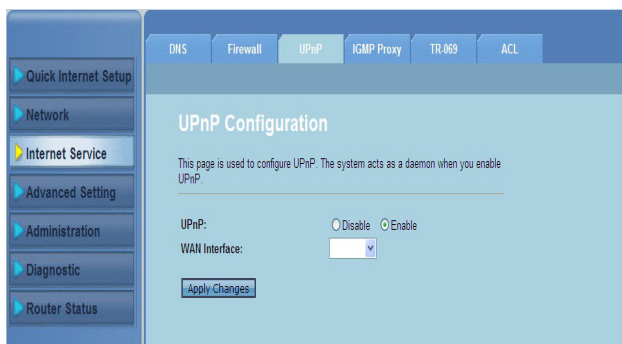 DNS Firewall UPnP IGMP Proxy TR-069 ACL
Quick Internet Setup
Network
Internet Service
Advanced Setting
Administration
Diagnostic
Router Status
UPnP Configuration
This page is used to configure UPnP. The system acts as a daemon when you enable
UPnP.
UPnP: Disable Enable
WAN Interface:
Apply Changes